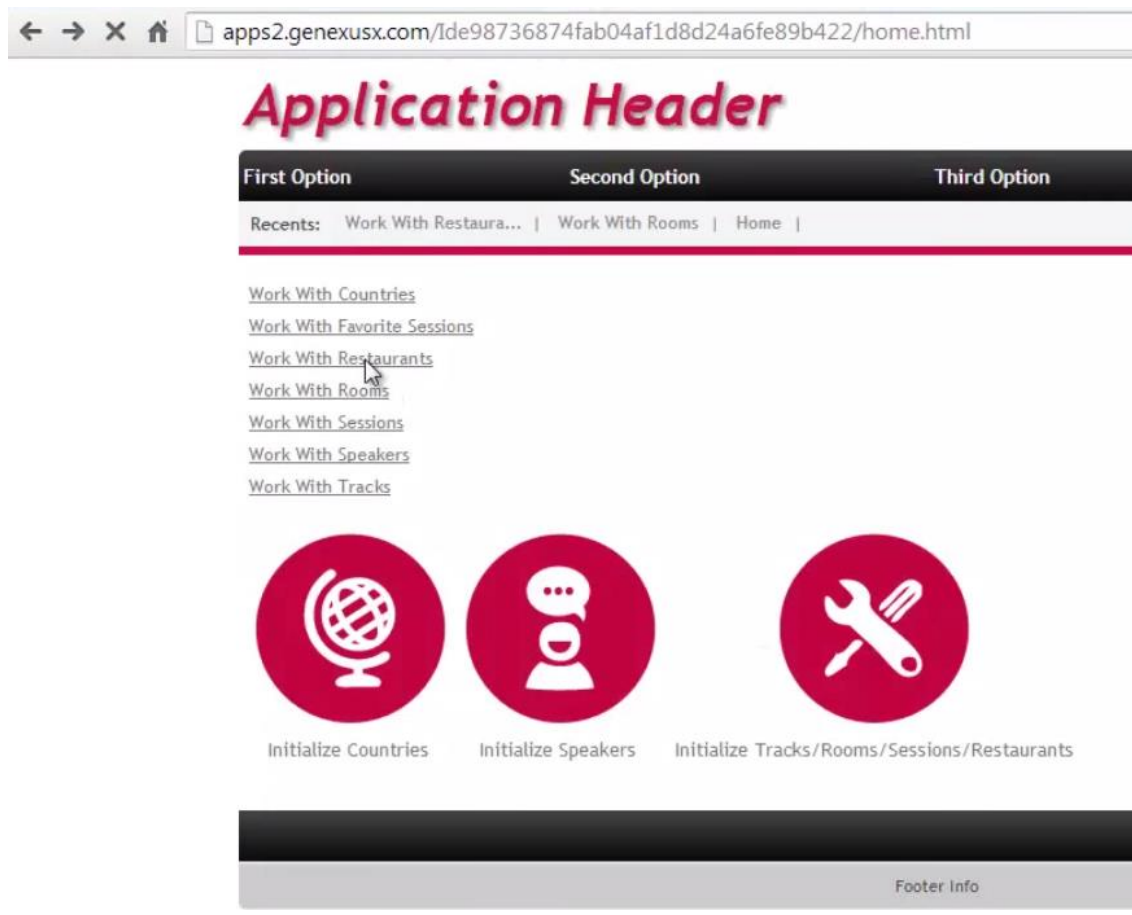 apps2.genexusx.com/Ide98736874fab04af1d8d24a6fe89b422/home.html
Application Header
First Option Second Option Third Option
Recents: Work With Restaura... | Work With Rooms | Home |
Work With Countries
Work With Favorite Sessions
Work With Restaurants
Work With Rooms
Work With Sessions
Work With Speakers
Work With Tracks
Initialize Countries Initialize Speakers Initialize Tracks/Rooms/Sessions/Restaurants
Footer Info